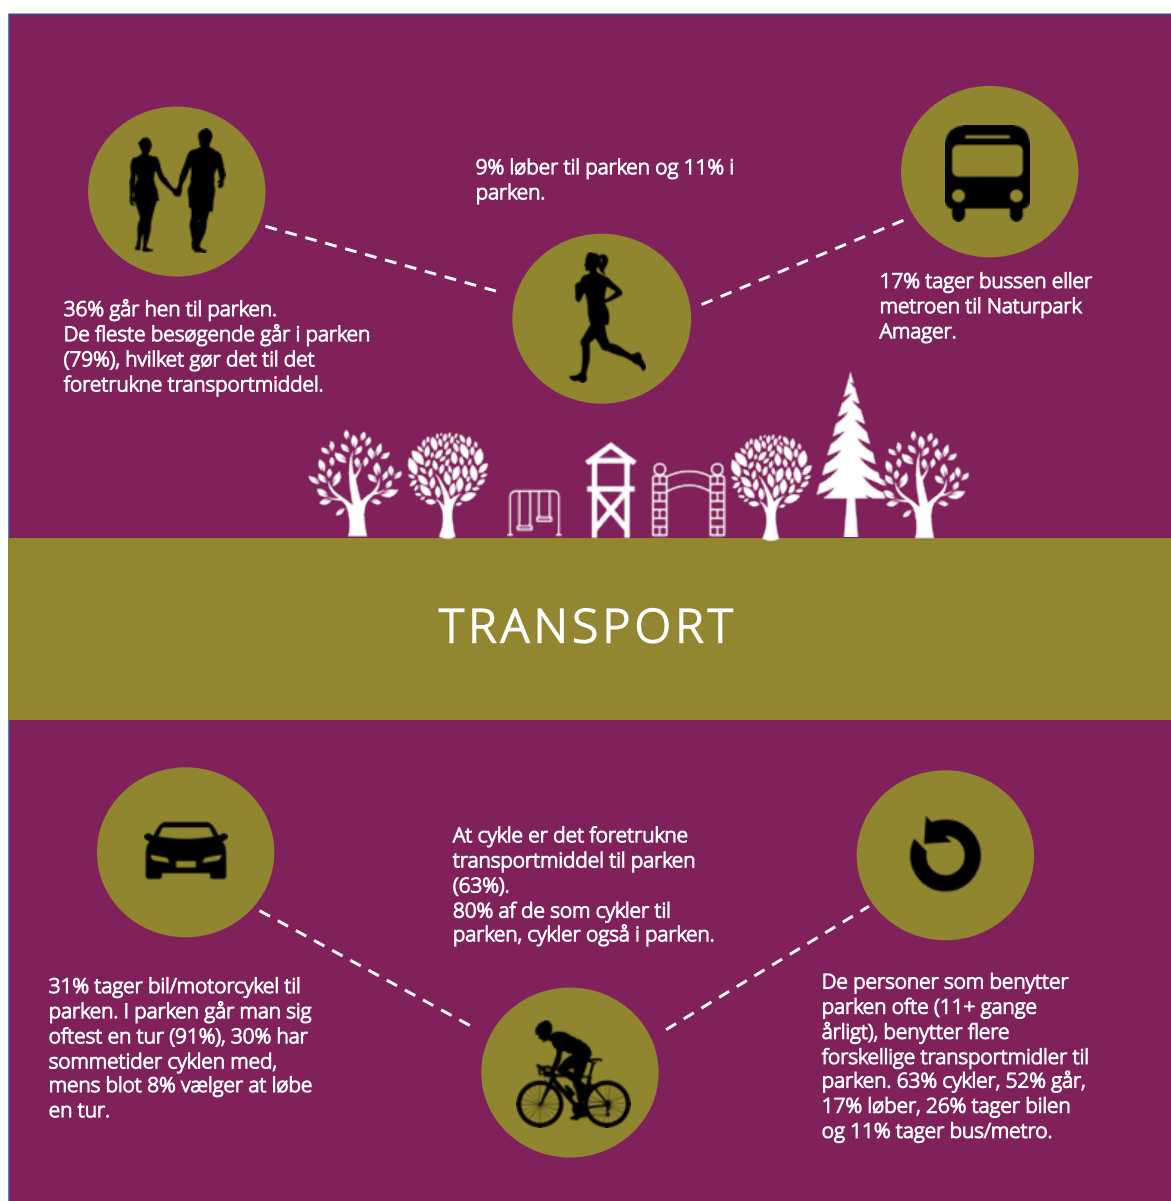 36% går hen til parken.
De fleste besøgende går i parken
(79%), hvilket gør det til det
foretrukne transportmiddel.
9% løber til parken og 11% i
parken.
17% tager bussen eller
metroen til Naturpark
Amager.
TRANSPORT
31% tager bil/motorcykel til
parken. I parken går man sig
oftest en tur (91%), 30% har
sommetider cyklen med,
mens blot 8% vælger at løbe
en tur.
At cykle er det foretrukne
transportmiddel til parken
(63%).
80% af de som cykler til
parken, cykler også i parken.
De personer som benytter
parken ofte (11+ gange
årligt), benytter flere
forskellige transportmidler til
parken. 63% cykler, 52% går,
17% løber, 26% tager bilen
og 11% tager bus/metro.